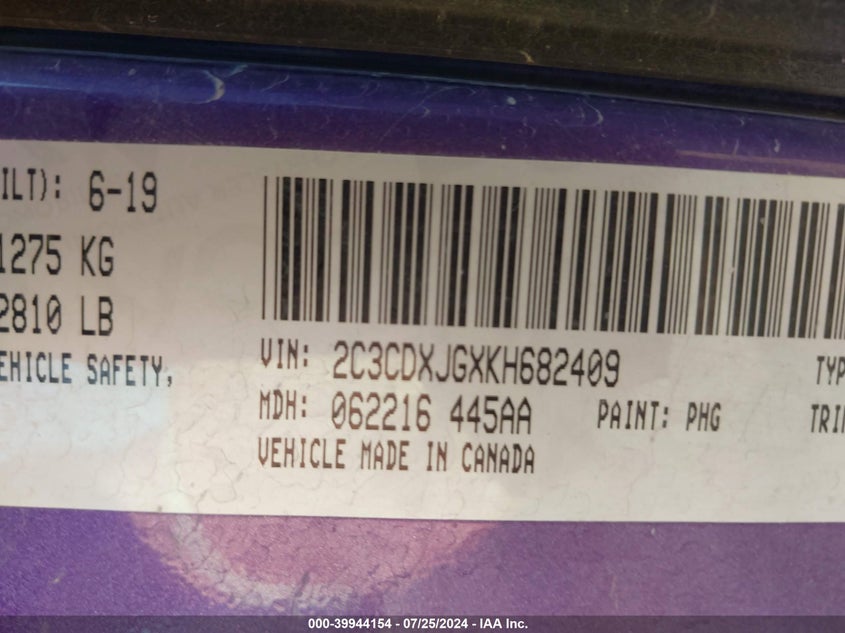 ILT): 6-19
1275 KG
2810 LB
EHICLE SAFETY,
VIN: 2C3CDXJGXKH682409
TYP
MDH: 062216 445AA PAINT: PHG
TRI
VEHICLE MADE IN CANADA
000-39944154 - 07/25/2024 - IAA Inc.